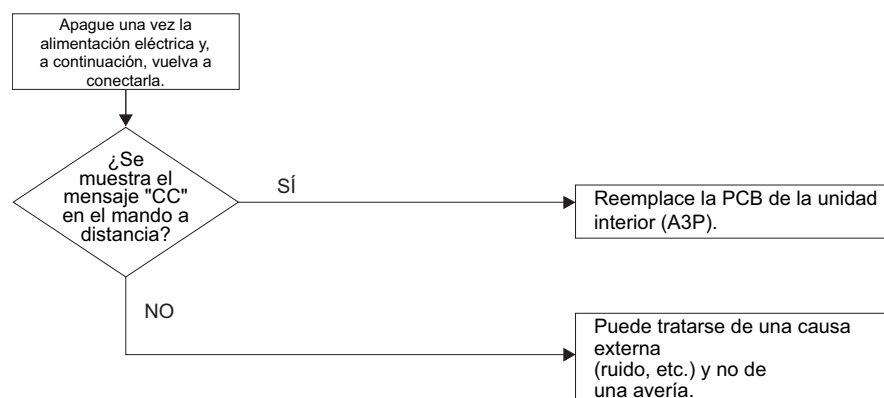 Apague una vez la
alimentación eléctrica y,
a continuación, vuelva a
conectarla.
¿Se
muestra el
mensaje "CC"
en el mando a
distancia?
SÍ
Reemplace la PCB de la unidad
interior (A3P).
NO
Puede tratarse de una causa
externa
(ruido, etc.) y no de
una avería.